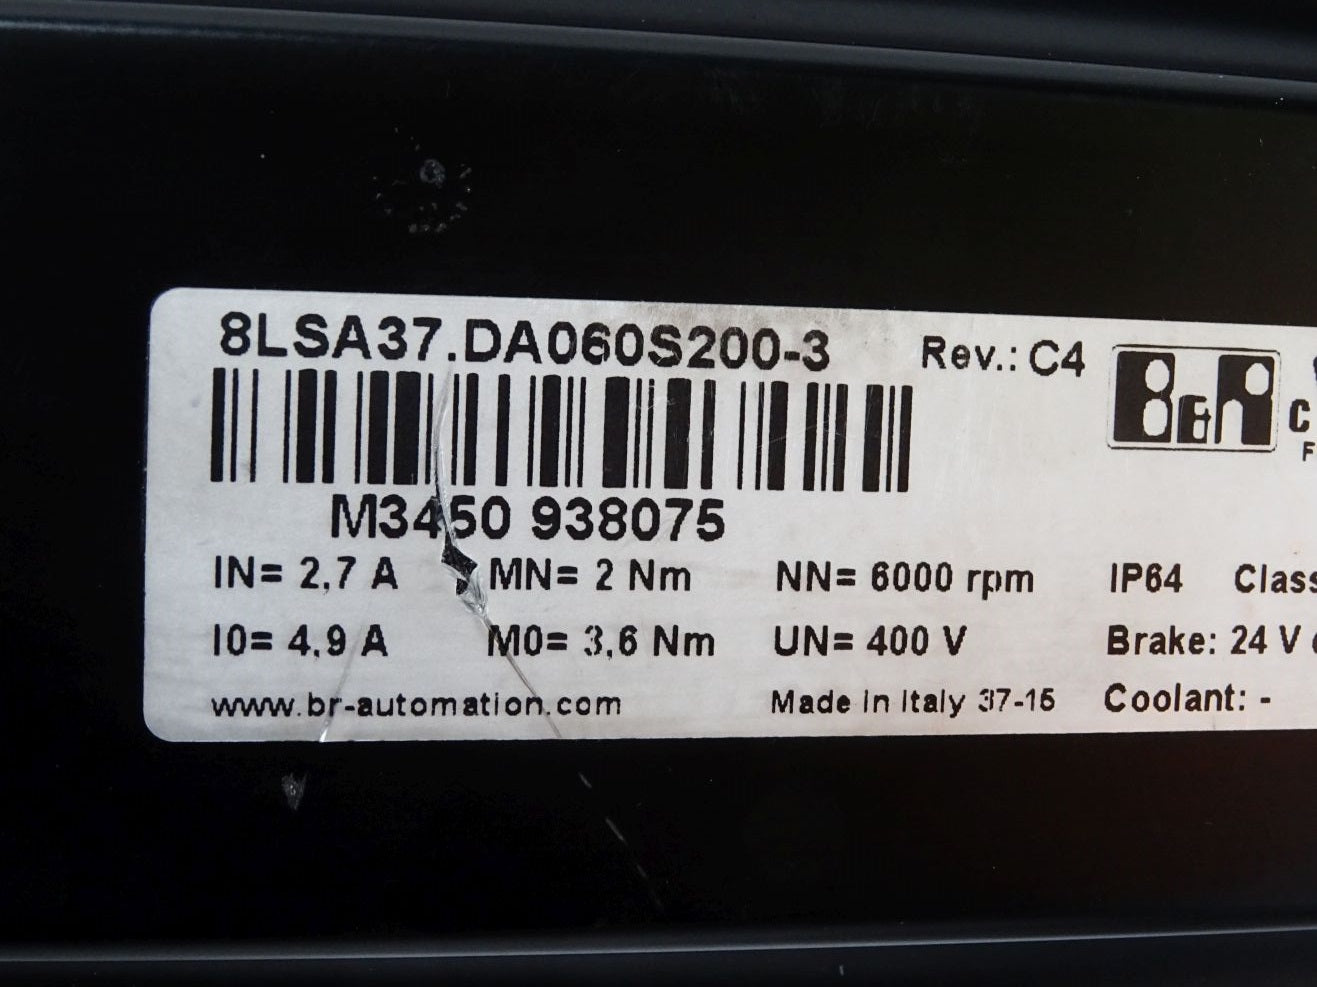 8LSA37.DA060S200-3 Rev.: C4 B&R
M3450 938075
IN= 2,7 A MN= 2 Nm NN= 6000 rpm IP64 Class
I0= 4,9 A M0= 3,6 Nm UN= 400 V Brake: 24 V
www.br-automation.com Made in Italy 37-15 Coolant: -